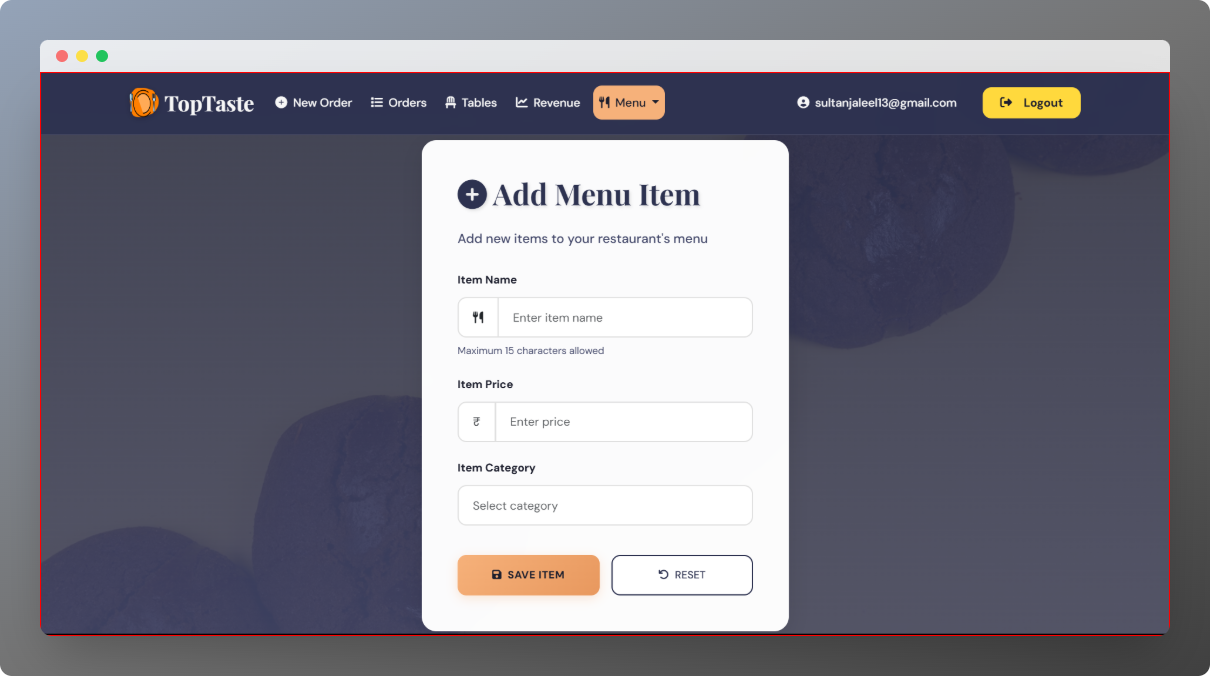 TopTaste
New Order
Orders
Tables
Revenue
Menu
sultanjaleel13@gmail.com
Logout
Add Menu Item
Add new items to your restaurant's menu
Item Name
Enter item name
Maximum 15 characters allowed
Item Price
₹
Enter price
Item Category
Select category
SAVE ITEM
RESET